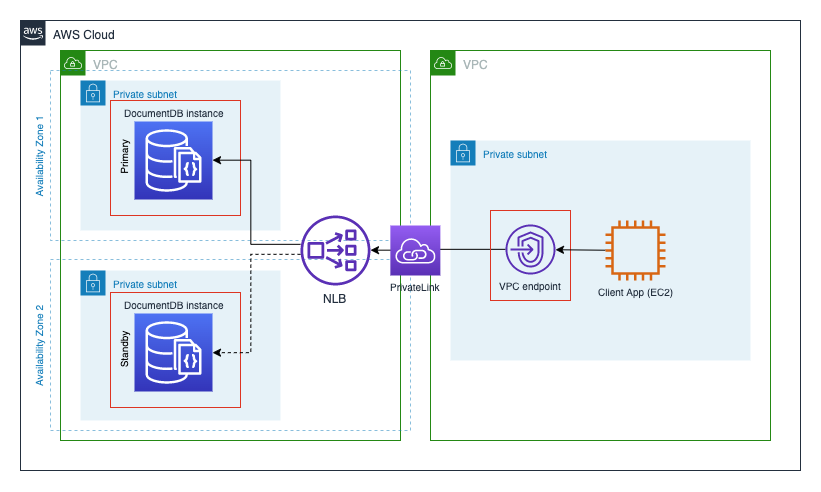 aws
AWS Cloud
VPC
Private subnet
DocumentDB instance
Primary
Availability Zone 1
Private subnet
DocumentDB instance
Standby
Availability Zone 2
NLB
PrivateLink
VPC
Private subnet
VPC endpoint
Client App (EC2)